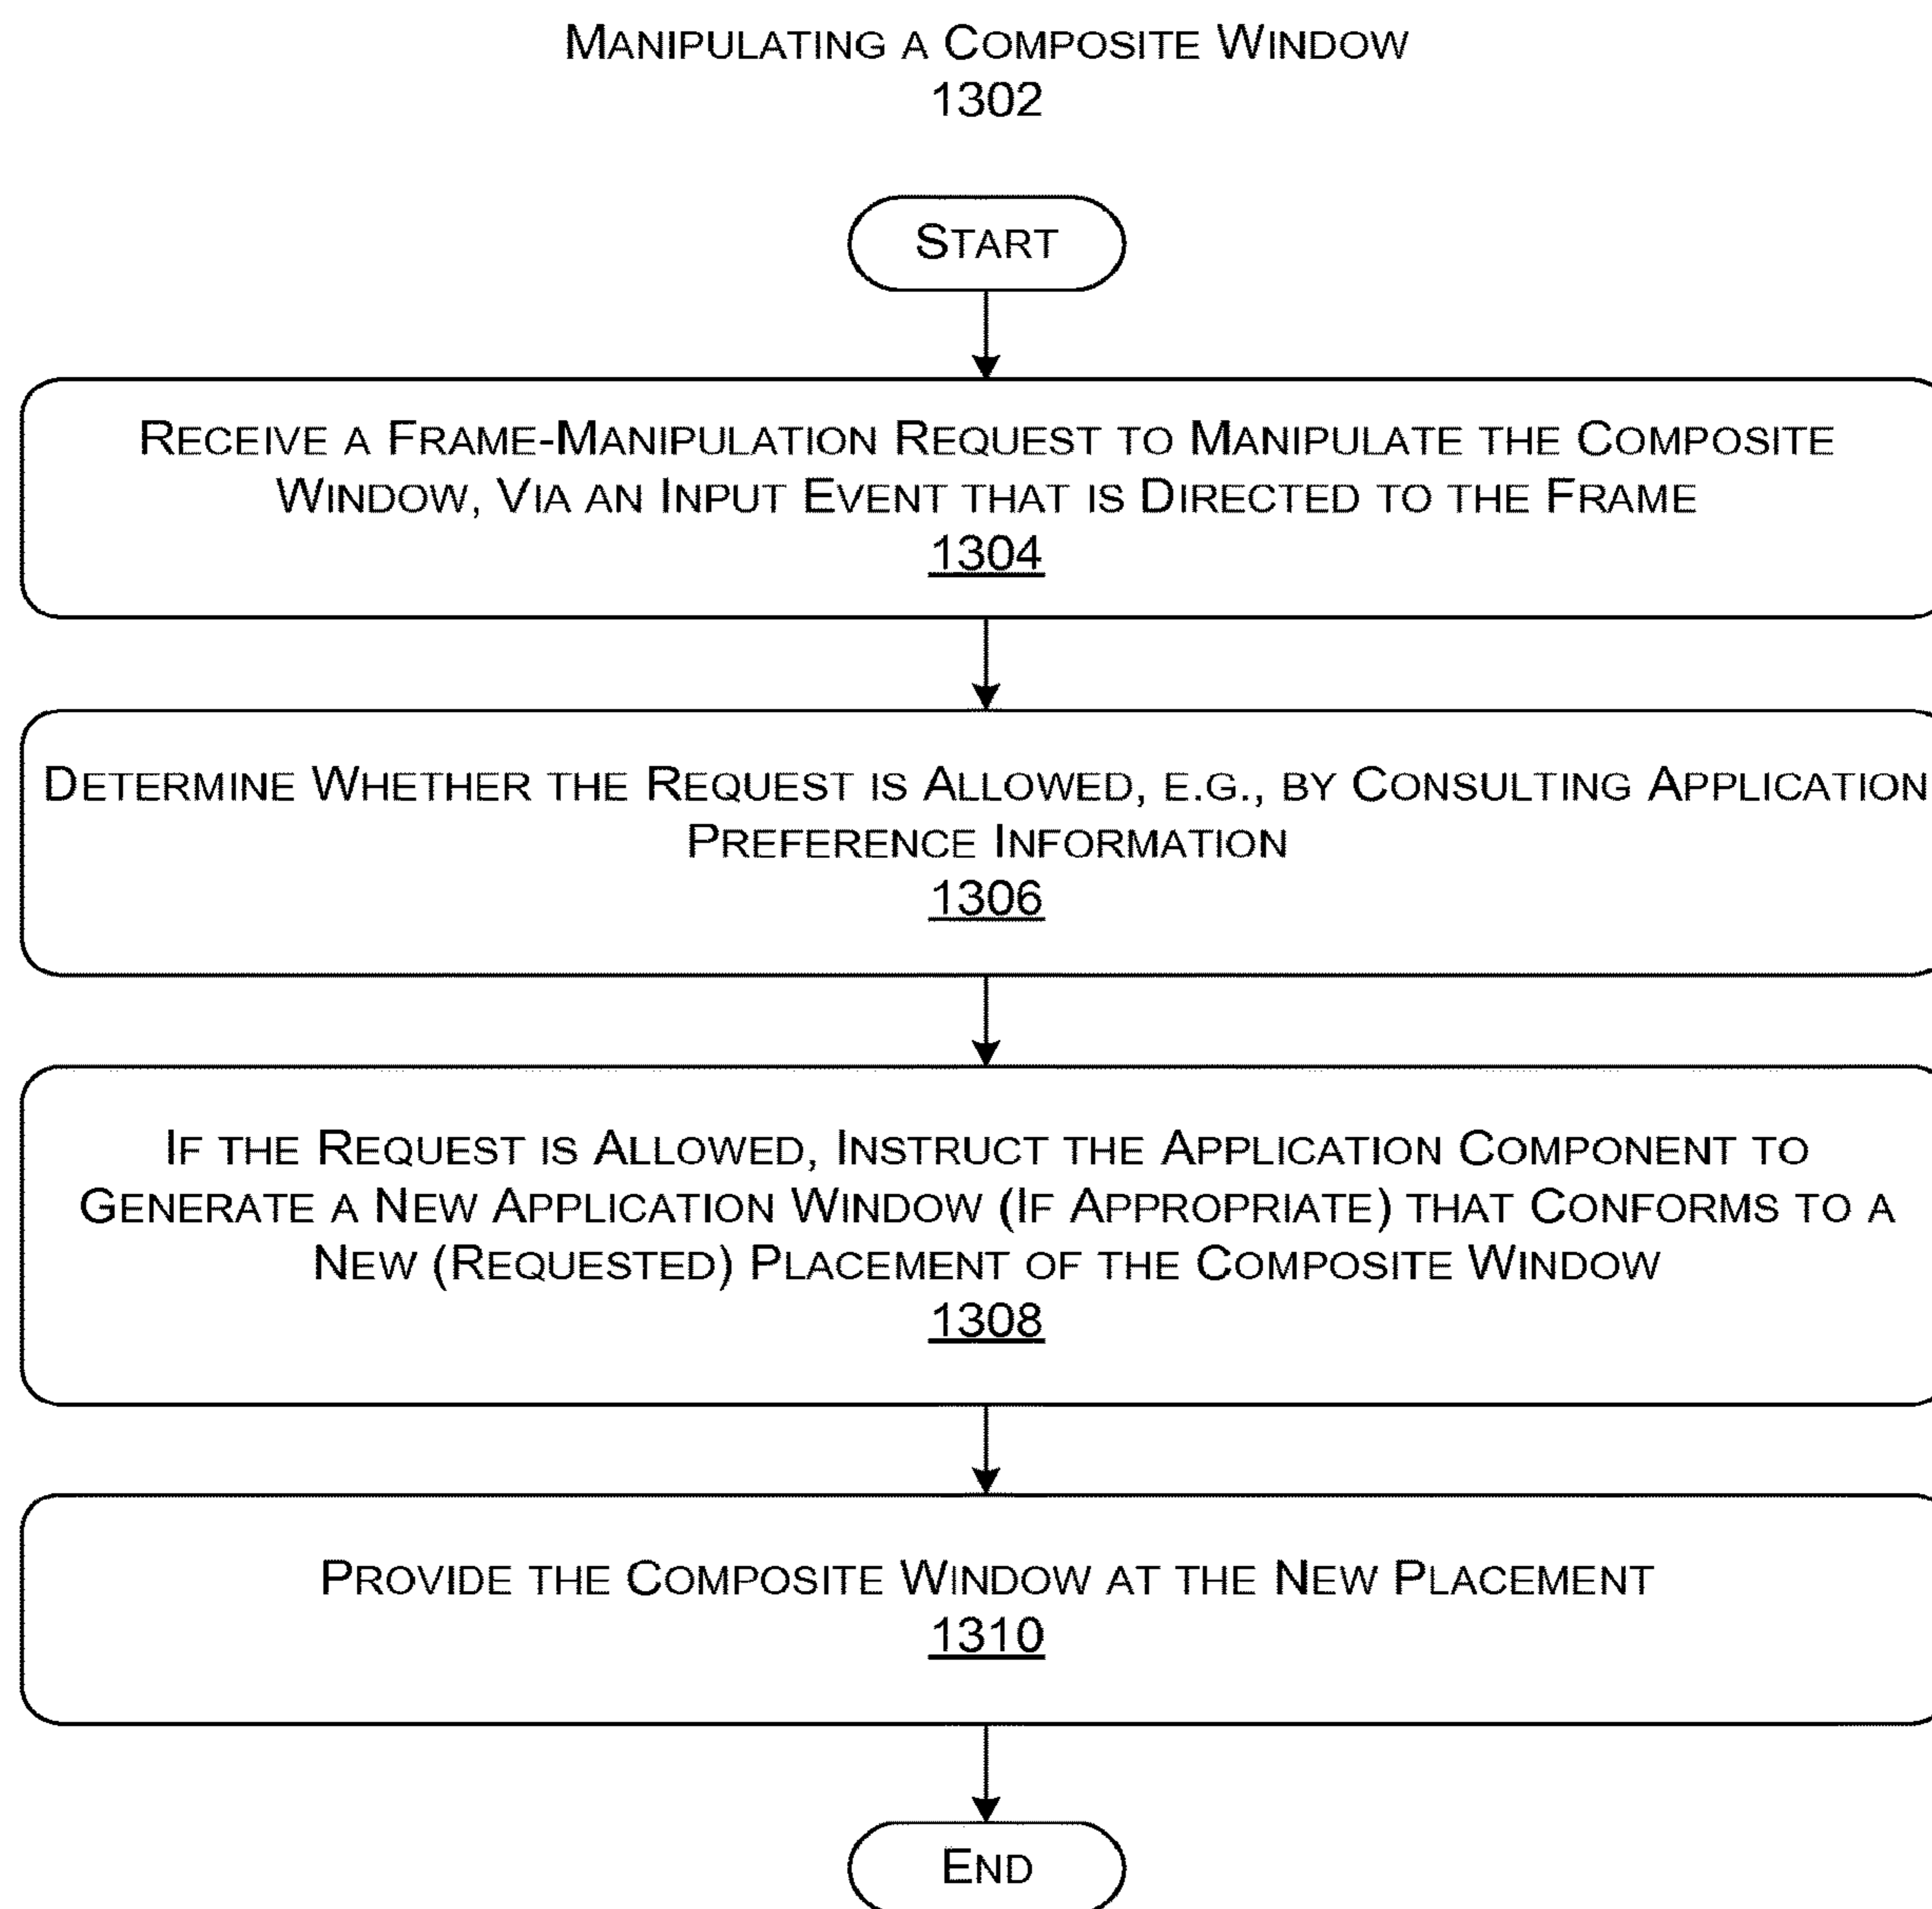 MANIPULATING A COMPOSITE WINDOW
1302
START
RECEIVE A FRAME-MANIPULATION REQUEST TO MANIPULATE THE COMPOSITE
WINDOW, VIA AN INPUT EVENT THAT IS DIRECTED TO THE FRAME
1304
DETERMINE WHETHER THE REQUEST IS ALLOWED, E.G., BY CONSULTING APPLICATION
PREFERENCE INFORMATION
1306
IF THE REQUEST IS ALLOWED, INSTRUCT THE APPLICATION COMPONENT TO
GENERATE A NEW APPLICATION WINDOW (IF APPROPRIATE) THAT CONFORMS TO A
NEW (REQUESTED) PLACEMENT OF THE COMPOSITE WINDOW
1308
PROVIDE THE COMPOSITE WINDOW AT THE NEW PLACEMENT
1310
END